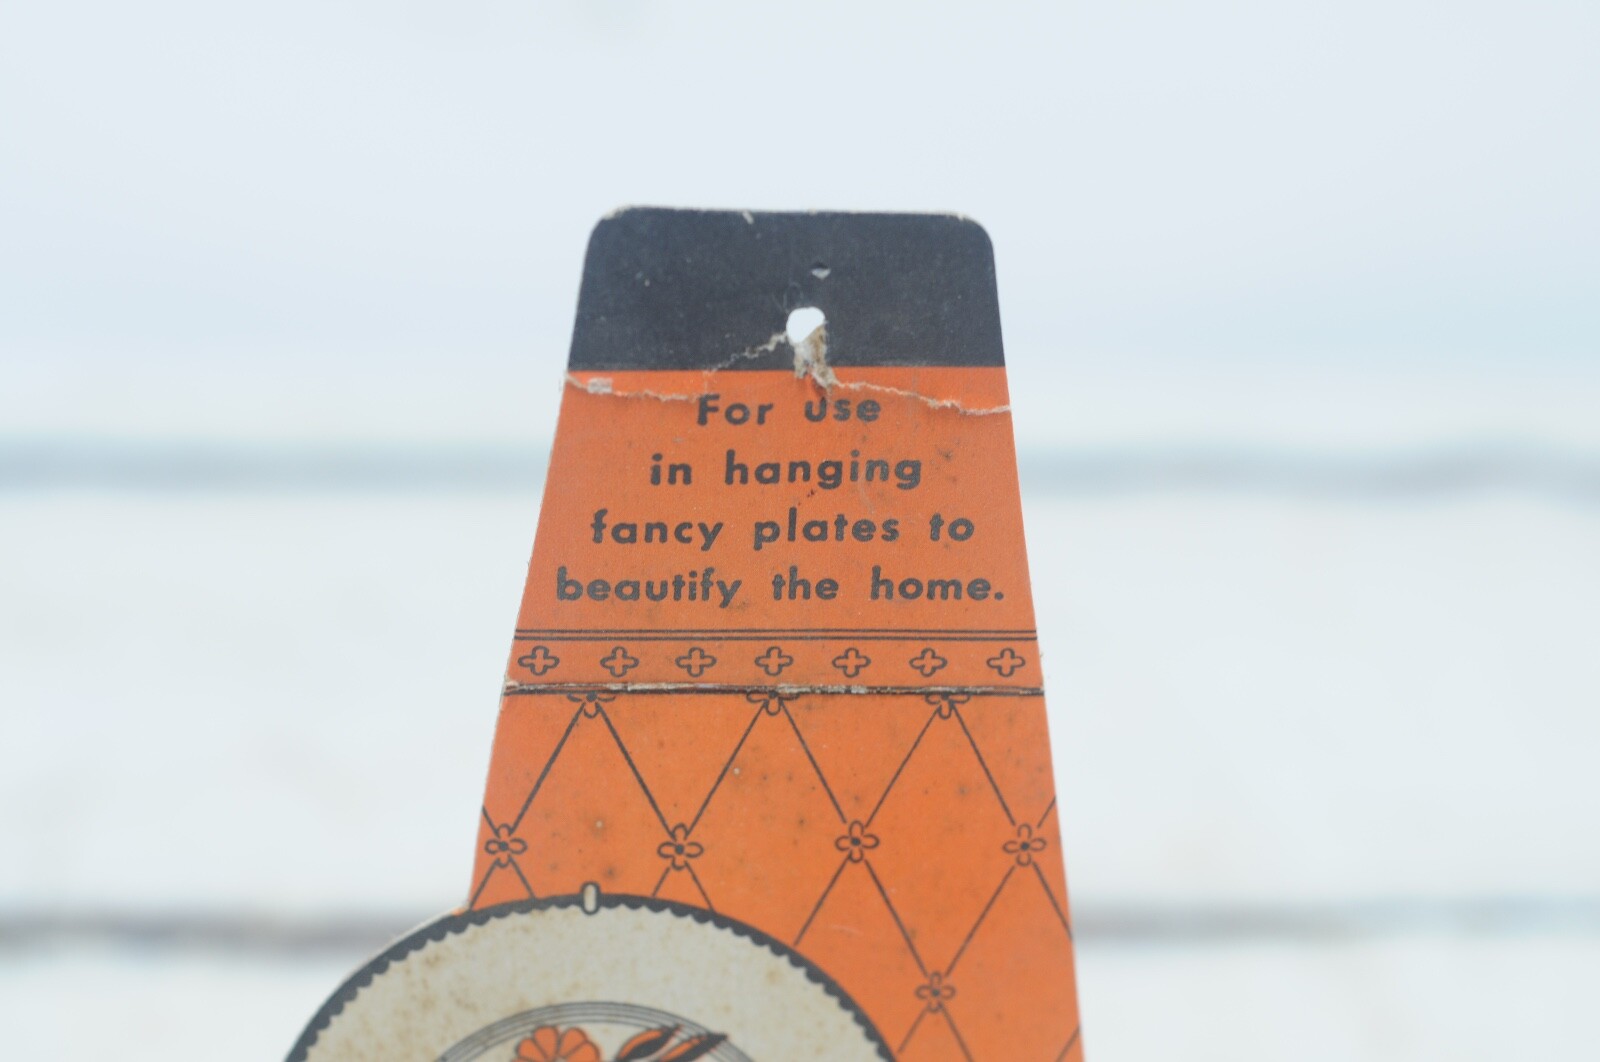 For use
in hanging
fancy plates to
beautify the home.